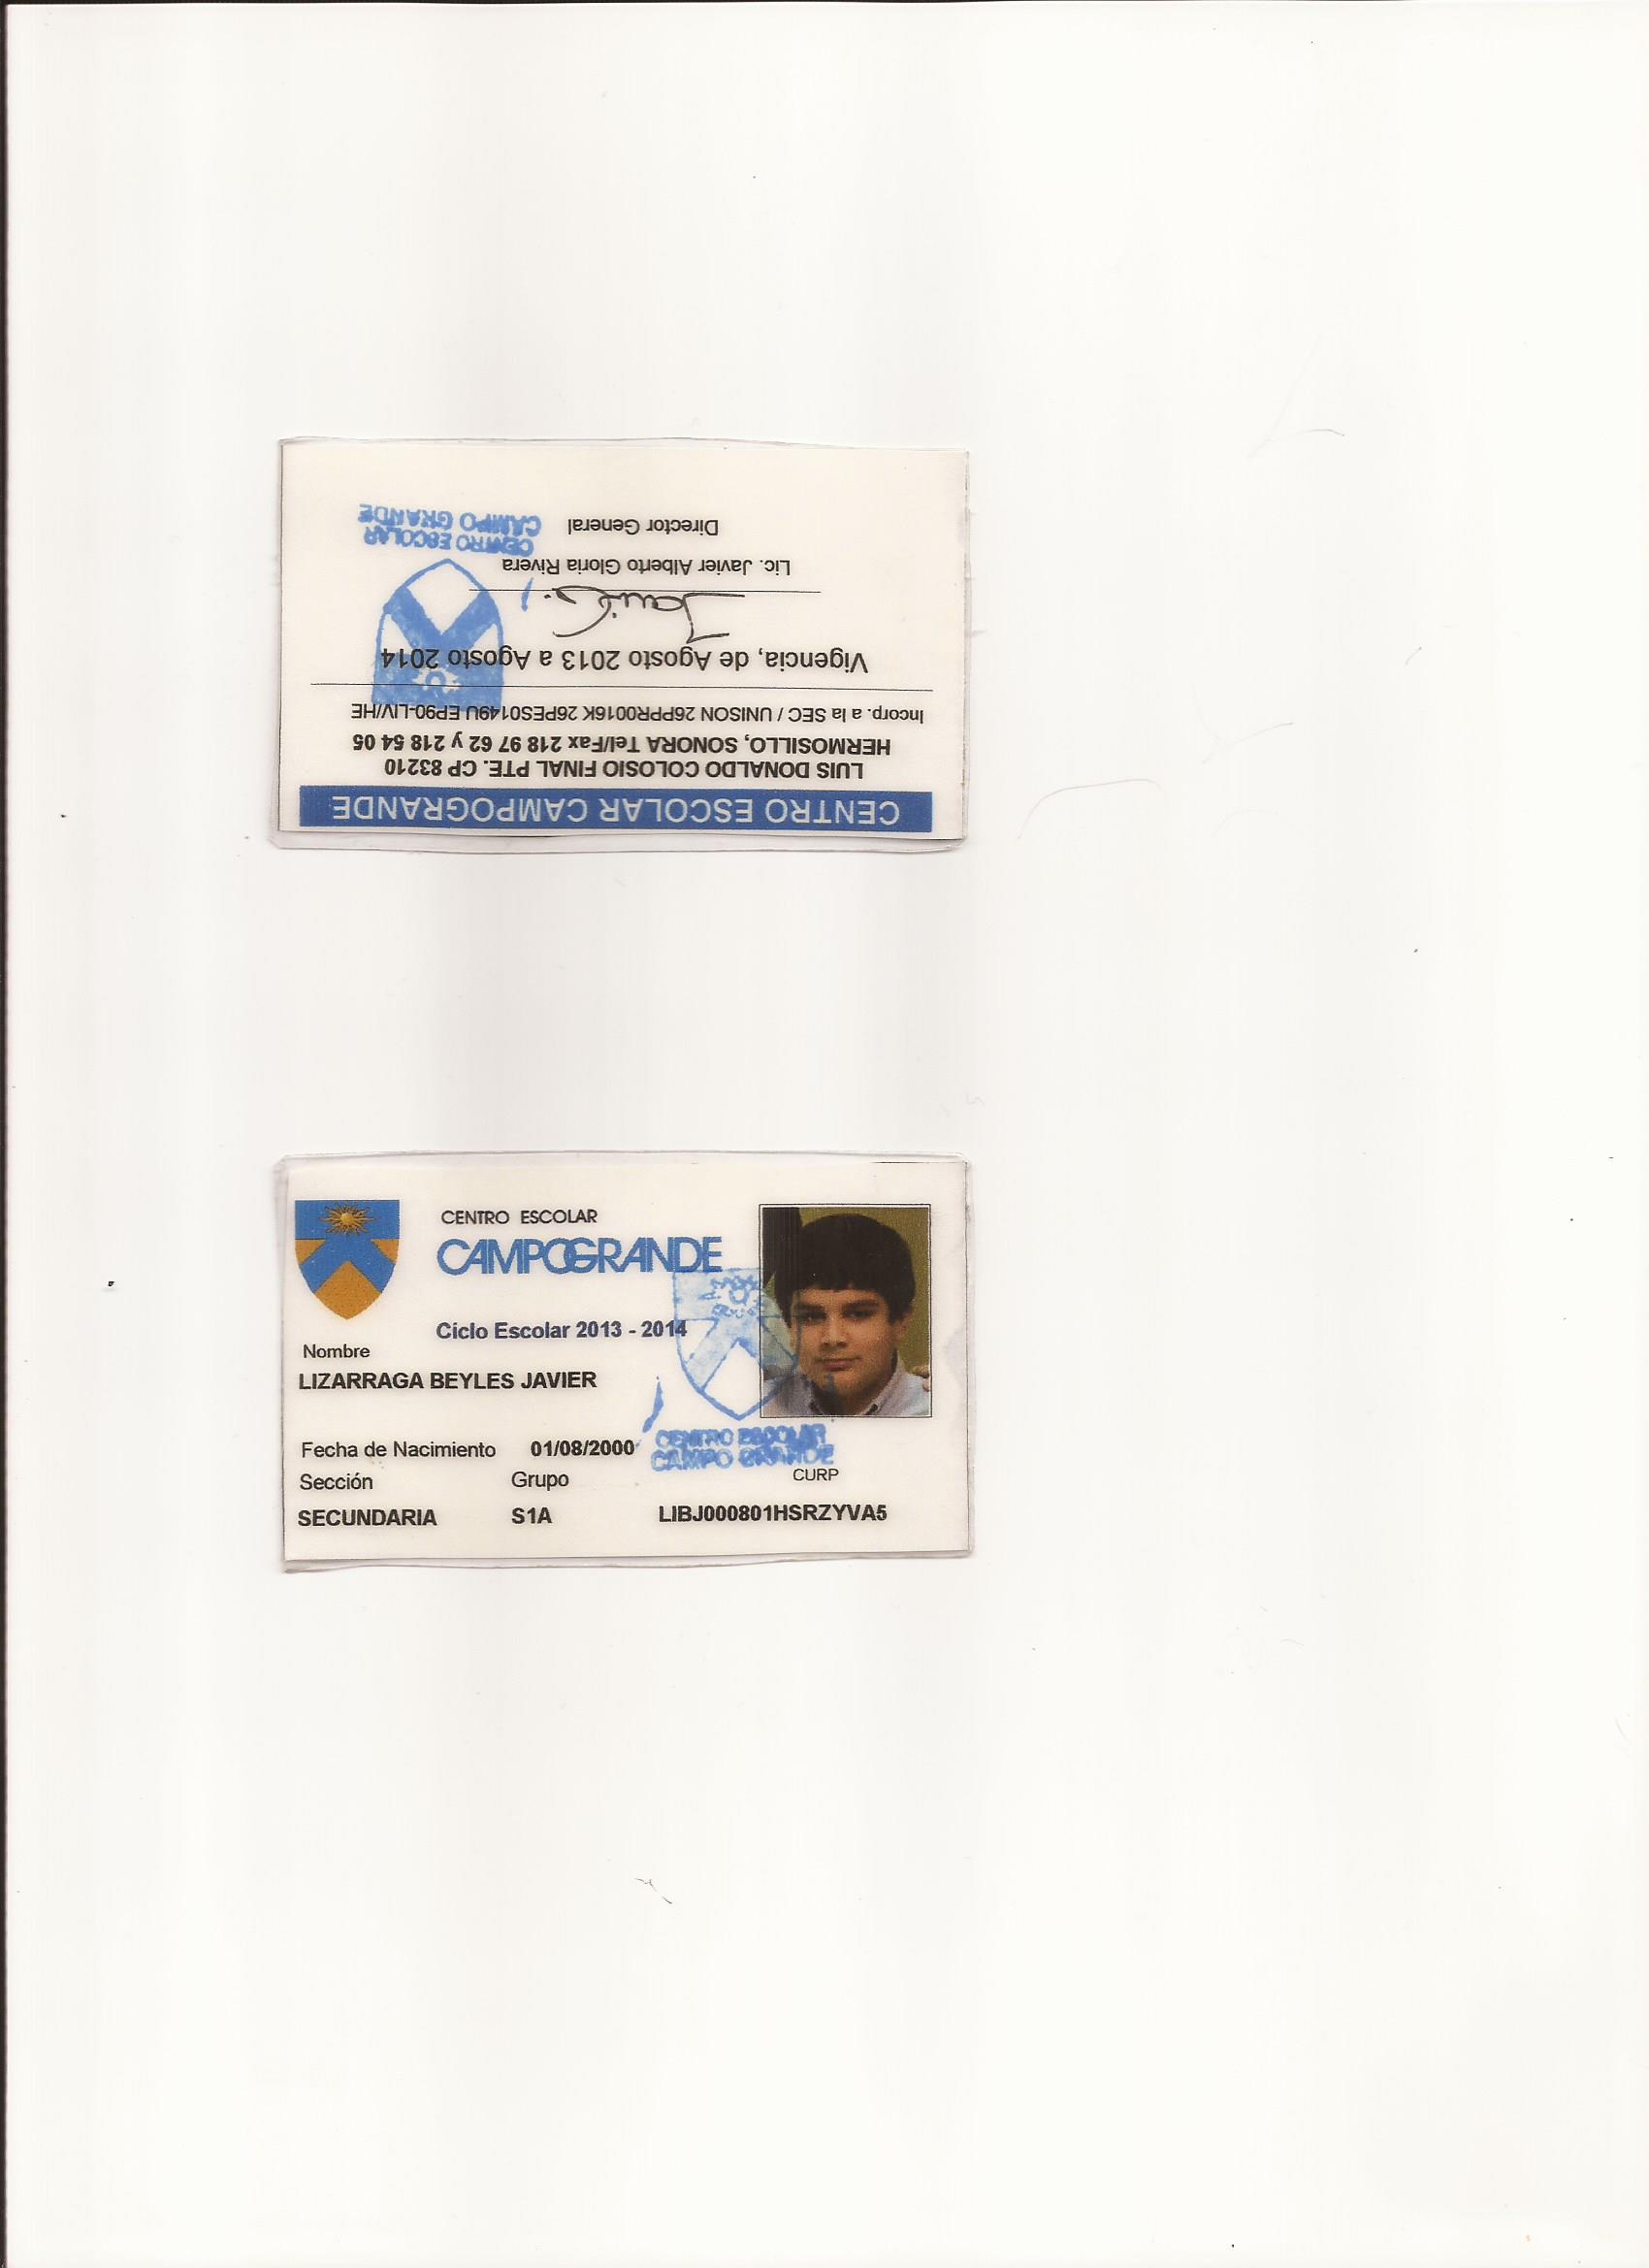 CENTRO ESCOLAR CAMPOGRANDE
LUIS DONALDO COLOSIO FINAL PTE. CP 83210
HERMOSILLO, SONORA Tel/Fax 218 97 62 y 218 54 05
Incorp. a la SEC / UNISON 26PPR0016K 26PES0149U EP90-LIV/HE
Vigencia, de Agosto 2013 a Agosto 2014
Lic. Javier Alberto Gloria Rivera
Director General
CENTRO ESCOLAR
CAMPO GRANDE
CENTRO ESCOLAR
CAMPOGRANDE
Ciclo Escolar 2013 - 2014
Nombre
LIZARRAGA BEYLES JAVIER
Fecha de Nacimiento 01/08/2000
CENTRO ESCOLAR
CAMPO GRANDE
Sección Grupo CURP
SECUNDARIA S1A LIBJ000801HSRZYVA5